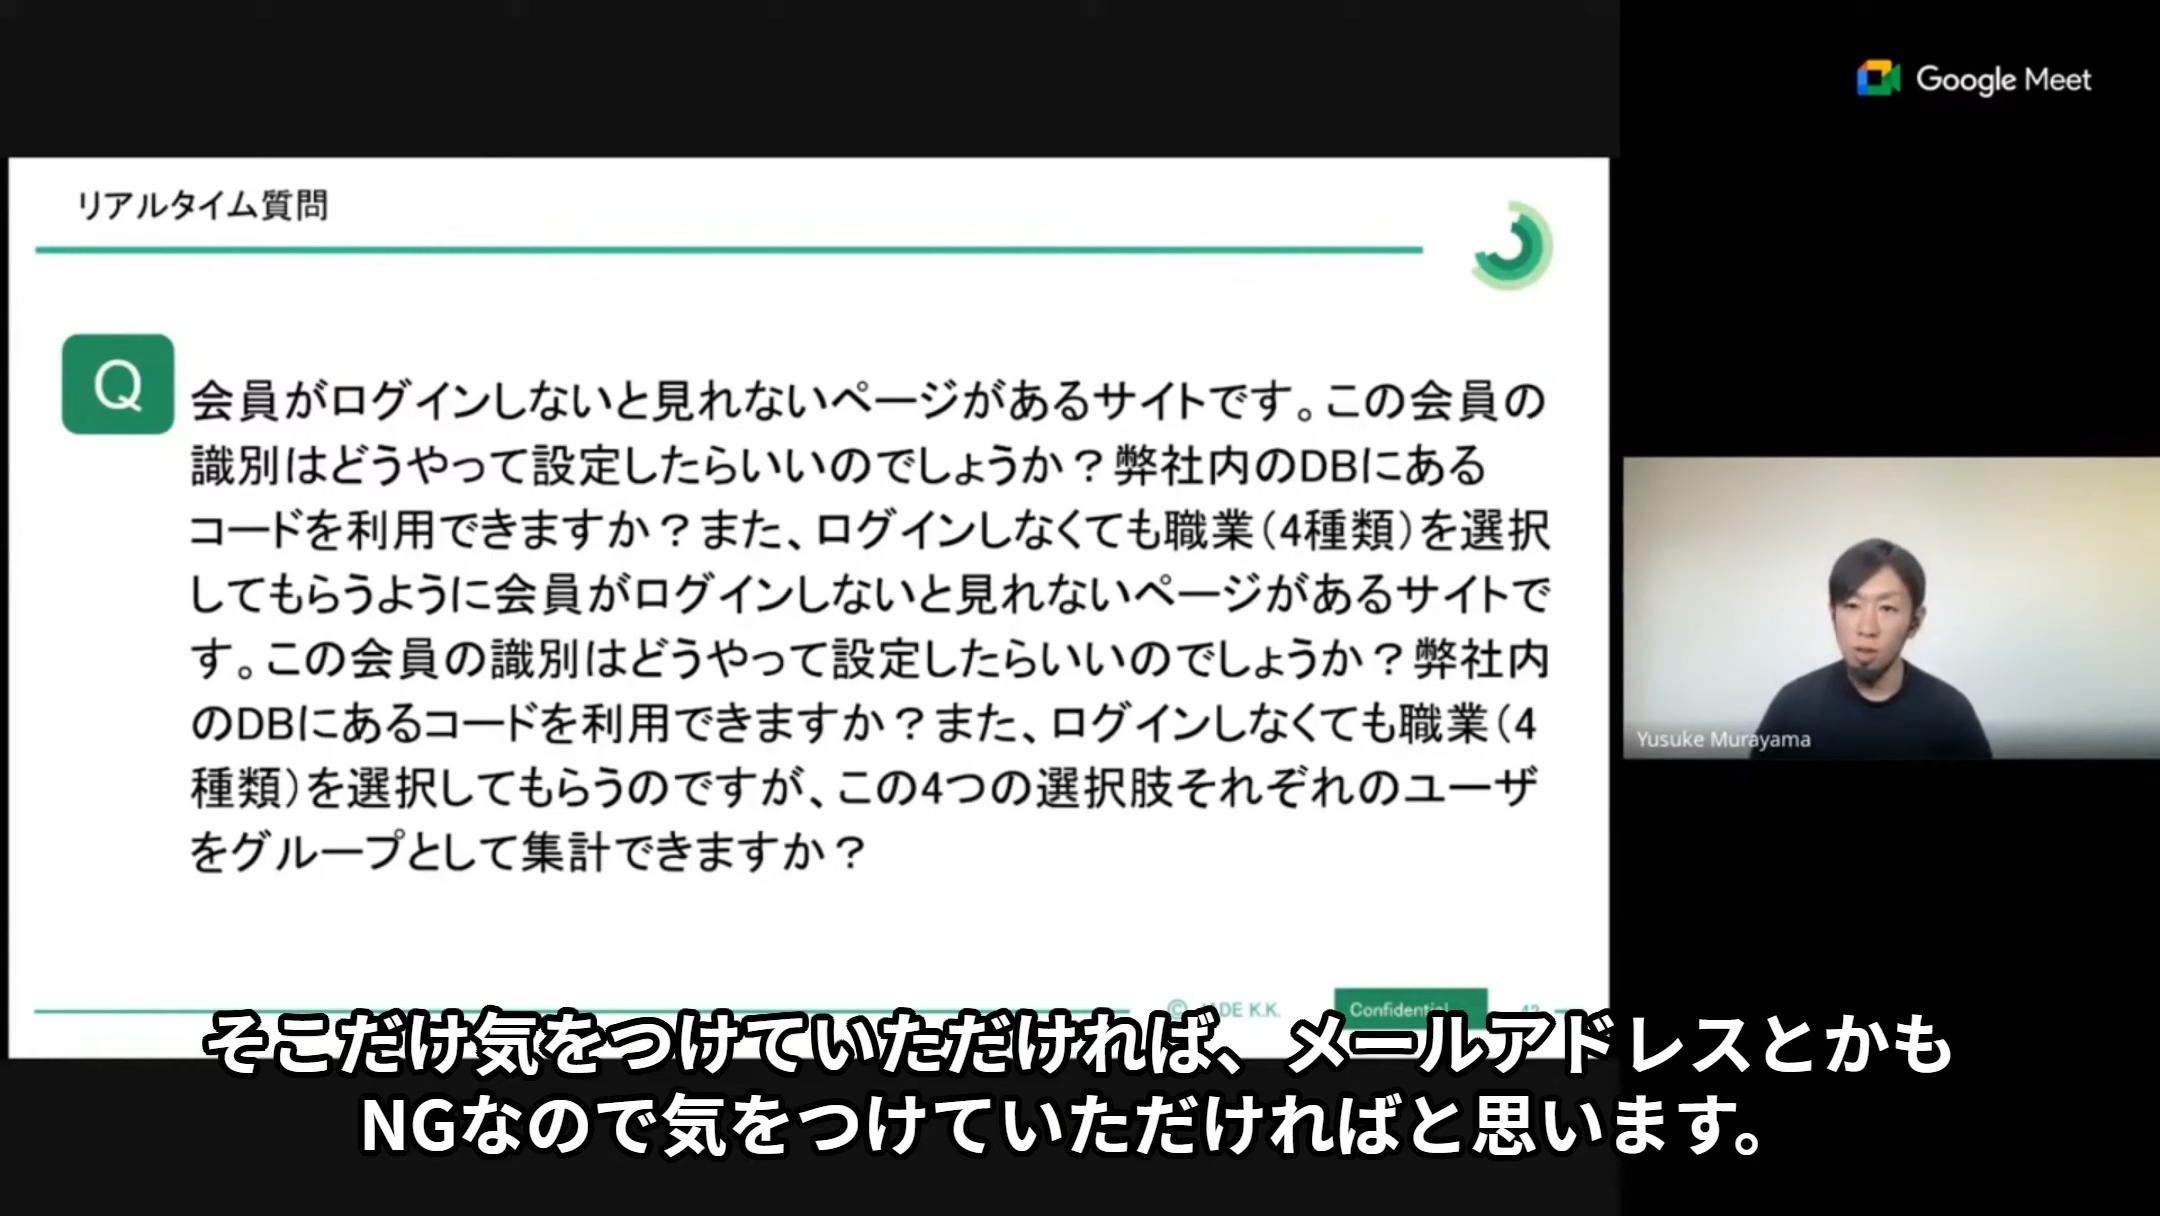 Google Meet
リアルタイム質問
Q
会員がログインしないと見れないページがあるサイトです。この会員の
識別はどうやって設定したらいいのでしょうか？弊社内のDBにある
コードを利用できますか？また、ログインしなくても職業（4種類）を選択
してもらうように会員がログインしないと見れないページがあるサイトで
す。この会員の識別はどうやって設定したらいいのでしょうか？弊社内
のDBにあるコードを利用できますか？また、ログインしなくても職業（4
種類）を選択してもらうのですが、この4つの選択肢それぞれのユーザ
をグループとして集計できますか？
Yusuke Murayama
© JADE K.K.
Confidential
そこだけ気をつけていただければ、メールアドレスとかも
NGなので気をつけていただければと思います。